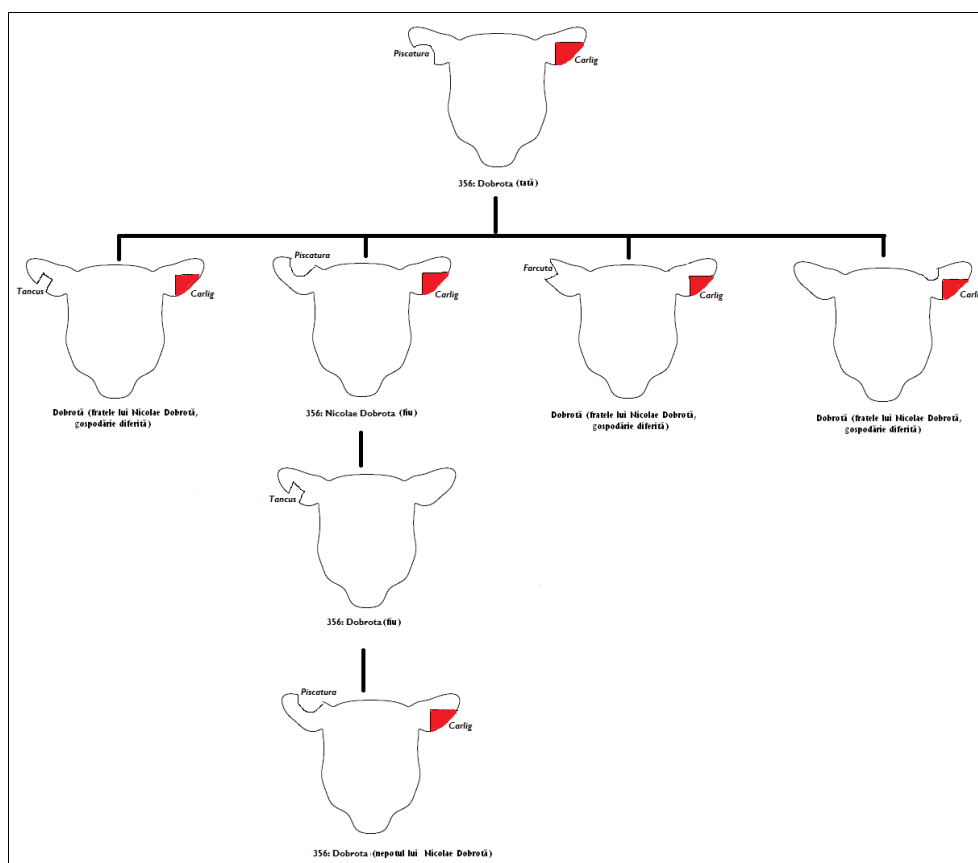 Piscatura
Carlig
356: Dobrota (tată)
Tancus
Carlig
Dobrotă (fratele lui Nicolae Dobrotă,
gospodărie diferită)
Piscatura
Carlig
356: Nicolae Dobrota (fiu)
Farcuta
Carlig
Dobrotă (fratele lui Nicolae Dobrotă,
gospodărie diferită)
Carli
Dobrotă (fratele lui Nicolae Dobrotă,
gospodărie diferită)
Tancus
356: Dobrota (fiu)
Piscatura
Carlig
356: Dobrota (nepotul lui Nicolae Dobrotă)